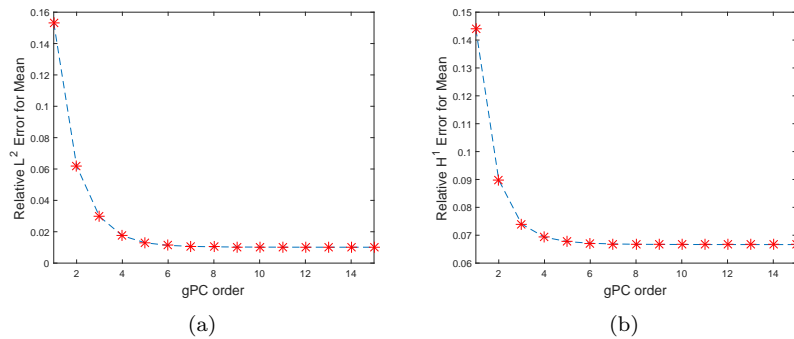 0.16
0.14
0.12
0.1
0.08
0.06
0.04
0.02
0
Relative L² Error for Mean
2 4 6 8 10 12 14
gPC order
(a)
0.15
0.14
0.13
0.12
0.11
0.1
0.09
0.08
0.07
0.06
Relative H¹ Error for Mean
2 4 6 8 10 12 14
gPC order
(b)